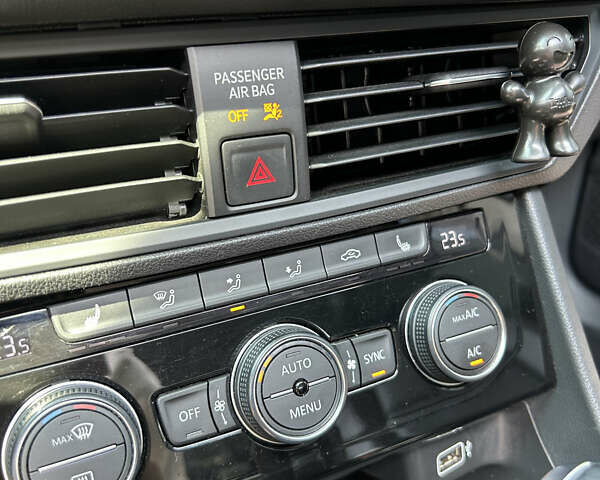 PASSENGER
AIR BAG
OFF
23.5
3.5
MAX A/C
A/C
AUTO
MENU
SYNC
OFF
MAX